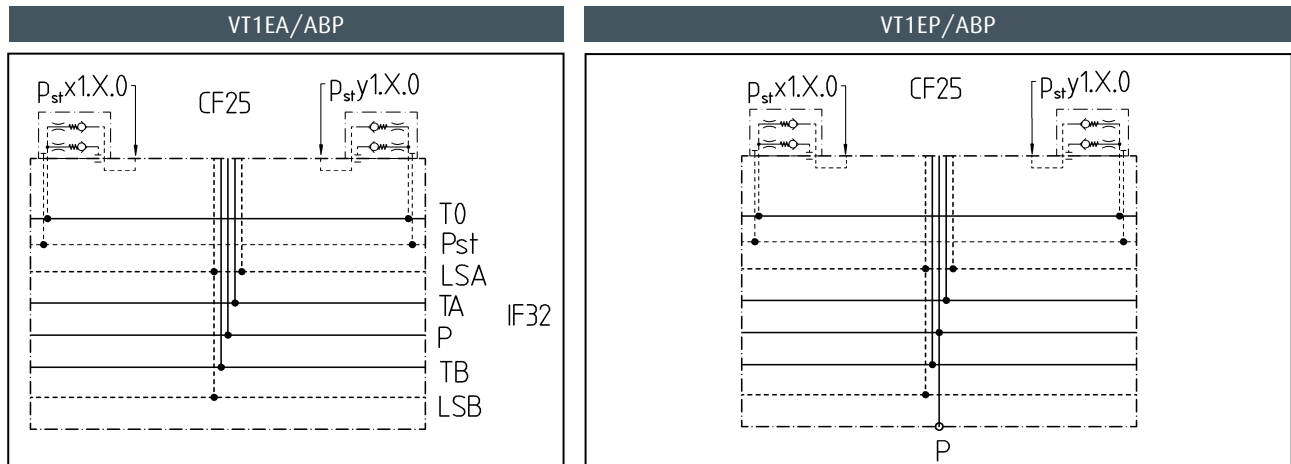 VT1EA/ABP
pstx1.X.0
CF25
psty1.X.0
T0
Pst
LSA
TA
IF32
P
TB
LSB
VT1EP/ABP
pstx1.X.0
CF25
psty1.X.0
P